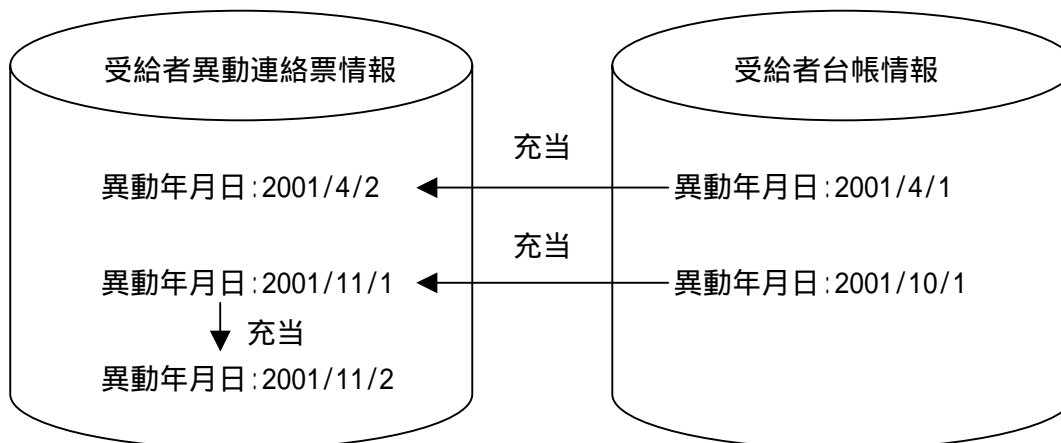 受給者異動連絡票情報
受給者台帳情報
充当
異動年月日:2001/4/2
異動年月日:2001/4/1
充当
異動年月日:2001/11/1
異動年月日:2001/10/1
充当
異動年月日:2001/11/2